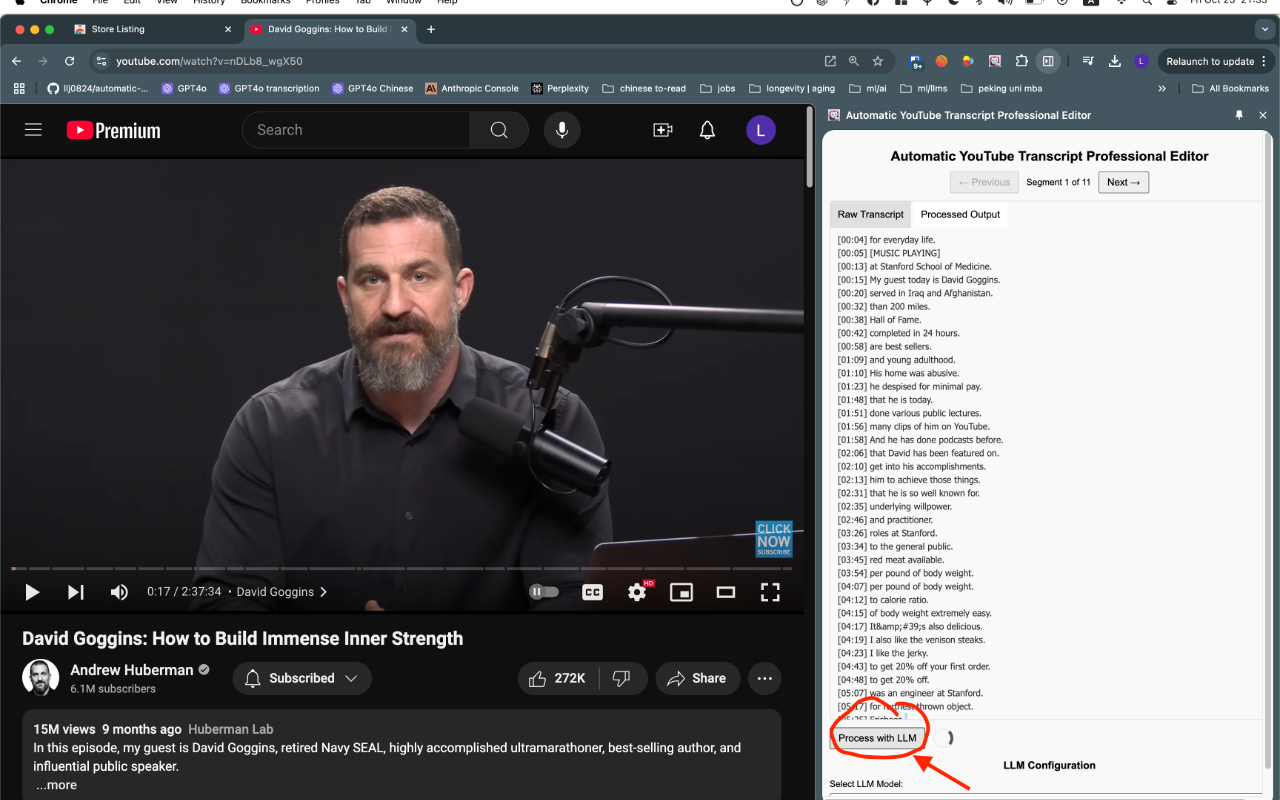 Chrome File Edit View History Bookmarks Profiles Tab Window Help Fri Oct 25 21:33
Store Listing
David Goggins: How to Build
youtube.com/watch?v=nDLb8_wgX50
9+
L
Relaunch to update
llj0824/automatic-...
GPT4o
GPT4o transcription
GPT4o Chinese
Anthropic Console
Perplexity
chinese to-read
jobs
longevity | aging
ml/ai
ml/llms
peking uni mba
»
All Bookmarks
Premium
Search
L
CLICK
NOW
SUBSCRIBE
0:17 / 2:37:34 • David Goggins
CC
HD
David Goggins: How to Build Immense Inner Strength
Andrew Huberman
6.1M subscribers
Subscribed
272K
Share
15M views 9 months ago Huberman Lab
In this episode, my guest is David Goggins, retired Navy SEAL, highly accomplished ultramarathoner, best-selling author, and
influential public speaker.
...more
Automatic YouTube Transcript Professional Editor
Automatic YouTube Transcript Professional Editor
← Previous
Segment 1 of 11
Next →
Raw Transcript
Processed Output
[00:04] for everyday life.
[00:05] [MUSIC PLAYING]
[00:13] at Stanford School of Medicine.
[00:15] My guest today is David Goggins.
[00:20] served in Iraq and Afghanistan.
[00:32] than 200 miles.
[00:38] Hall of Fame.
[00:42] completed in 24 hours.
[00:58] are best sellers.
[01:09] and young adulthood.
[01:10] His home was abusive.
[01:23] he despised for minimal pay.
[01:48] that he is today.
[01:51] done various public lectures.
[01:56] many clips of him on YouTube.
[01:58] And he has done podcasts before.
[02:06] that David has been featured on.
[02:10] get into his accomplishments.
[02:13] him to achieve those things.
[02:31] that he is so well known for.
[02:35] underlying willpower.
[02:46] and practitioner.
[03:26] roles at Stanford.
[03:34] to the general public.
[03:45] red meat available.
[03:54] per pound of body weight.
[04:07] per pound of body weight.
[04:12] to calorie ratio.
[04:15] of body weight extremely easy.
[04:17] It&amp;#39;s also delicious.
[04:19] I also like the venison steaks.
[04:23] I like the jerky.
[04:43] to get 20% off your first order.
[04:48] to get 20% off.
[05:07] was an engineer at Stanford.
[05:17] for furthest thrown object.
Process with LLM
LLM Configuration
Select LLM Model: